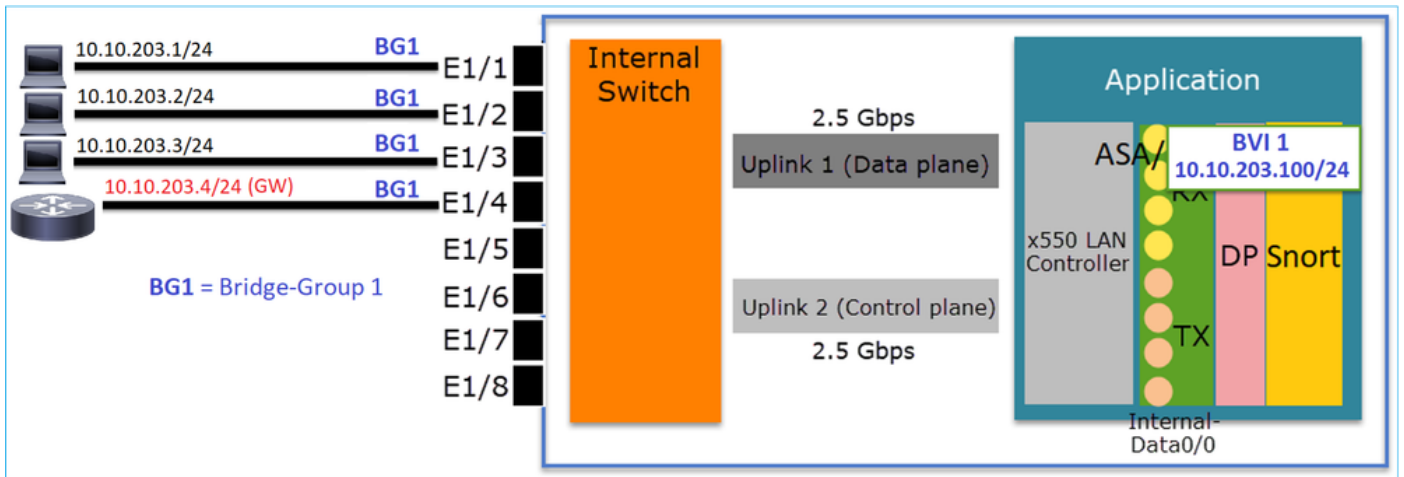 10.10.203.1/24
BG1
E1/1
10.10.203.2/24
BG1
E1/2
10.10.203.3/24
BG1
E1/3
10.10.203.4/24 (GW)
BG1
E1/4
E1/5
BG1 = Bridge-Group 1
E1/6
E1/7
E1/8
Internal
Switch
2.5 Gbps
Uplink 1 (Data plane)
Uplink 2 (Control plane)
2.5 Gbps
Application
ASA/
BVI 1
10.10.203.100/24
RX
x550 LAN
Controller
DP
Snort
TX
Internal-
Data0/0